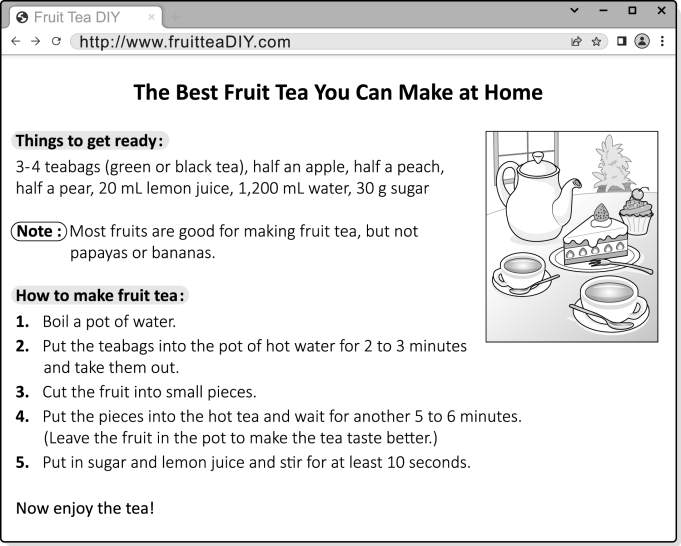 Fruit Tea DIY
http://www.fruitteaDIY.com
The Best Fruit Tea You Can Make at Home
Things to get ready:
3-4 teabags (green or black tea), half an apple, half a peach,
half a pear, 20 mL lemon juice, 1,200 mL water, 30 g sugar
Note : Most fruits are good for making fruit tea, but not
papayas or bananas.
How to make fruit tea:
1. Boil a pot of water.
2. Put the teabags into the pot of hot water for 2 to 3 minutes
and take them out.
3. Cut the fruit into small pieces.
4. Put the pieces into the hot tea and wait for another 5 to 6 minutes.
(Leave the fruit in the pot to make the tea taste better.)
5. Put in sugar and lemon juice and stir for at least 10 seconds.
Now enjoy the tea!